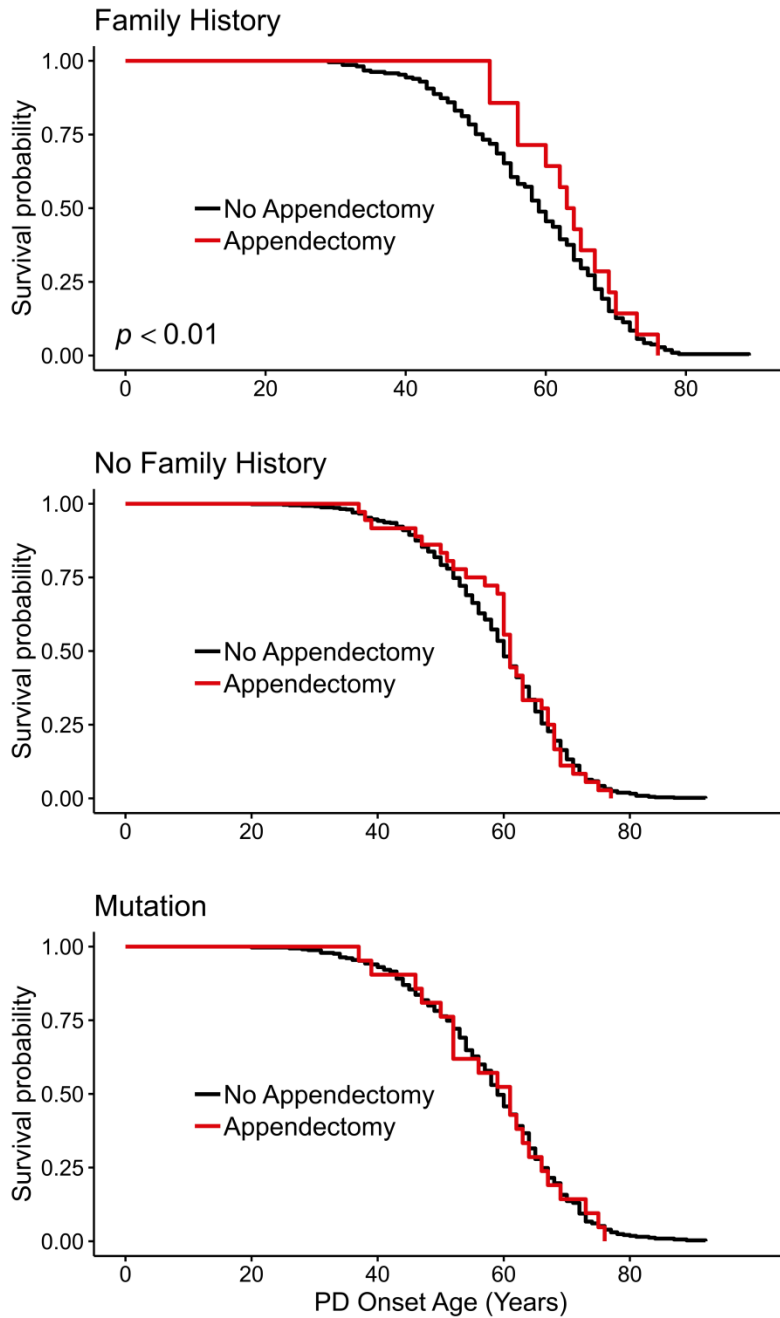 Family History
Survival probability
1.00
0.75
0.50
0.25
0.00
No Appendectomy
Appendectomy
p < 0.01
0 20 40 60 80
No Family History
Survival probability
1.00
0.75
0.50
0.25
0.00
No Appendectomy
Appendectomy
0 20 40 60 80
Mutation
Survival probability
1.00
0.75
0.50
0.25
0.00
No Appendectomy
Appendectomy
0 20 40 60 80
PD Onset Age (Years)